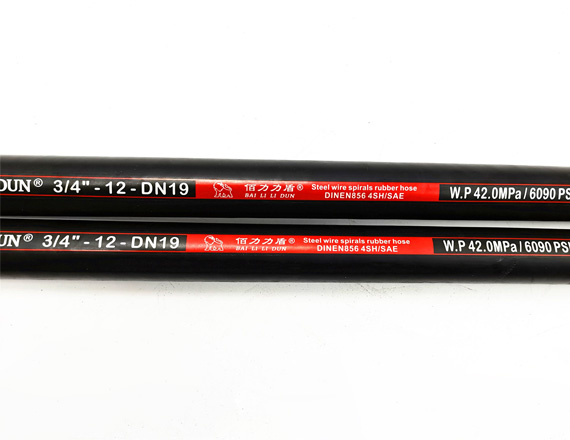 DUN® 3/4" - 12 - DN19 佰力力盾® BAI LI LI DUN Steel wire spirals rubber hose DINEN856 4SH/SAE W.P 42.0MPa / 6090 PS
UN® 3/4" - 12 - DN19 佰力力盾® BAI LI LI DUN Steel wire spirals rubber hose DINEN856 4SH/SAE W.P 42.0MPa / 6090 PSI